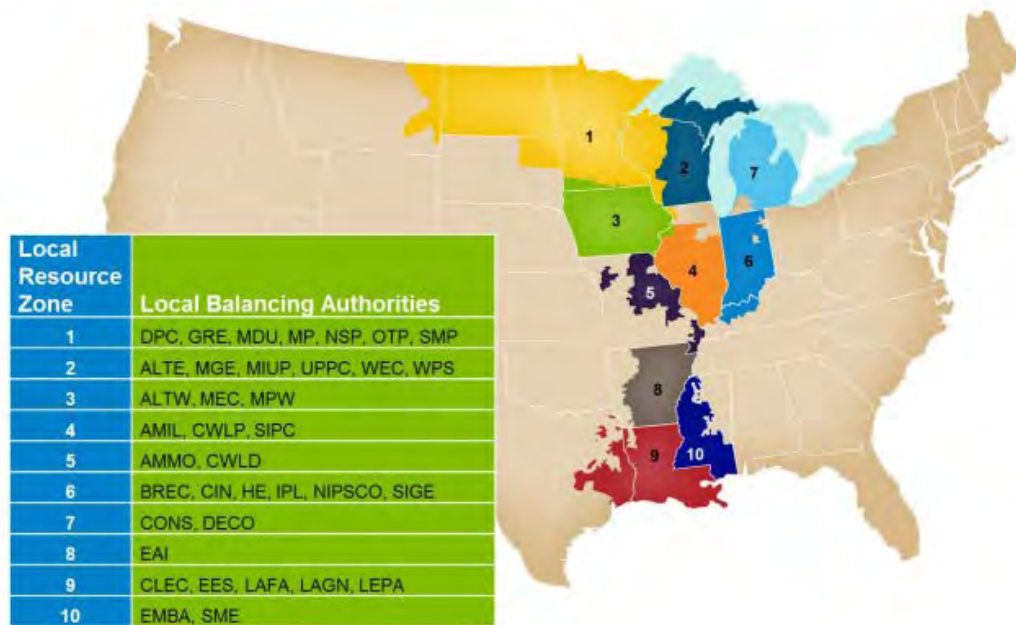 1
2
7
3
4
6
5
8
9
10
Local
Resource
Zone
Local Balancing Authorities
1 DPC, GRE, MDU, MP, NSP, OTP, SMP
2 ALTE, MGE, MIUP, UPPC, WEC, WPS
3 ALTW, MEC, MPW
4 AMIL, CWLP, SIPC
5 AMMO, CWLD
6 BREC, CIN, HE, IPL, NIPSCO, SIGE
7 CONS, DECO
8 EAI
9 CLEC, EES, LAFA, LAGN, LEPA
10 EMBA, SME